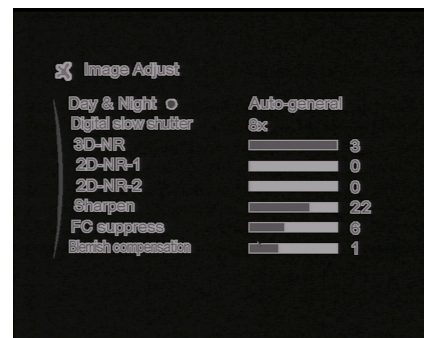 Image Adjust
Day & Night Auto-general
Digital slow shutter 8x
3D-NR 3
2D-NR-1 0
2D-NR-2 0
Sharpen 22
FC suppress 6
Blemish compensation 1